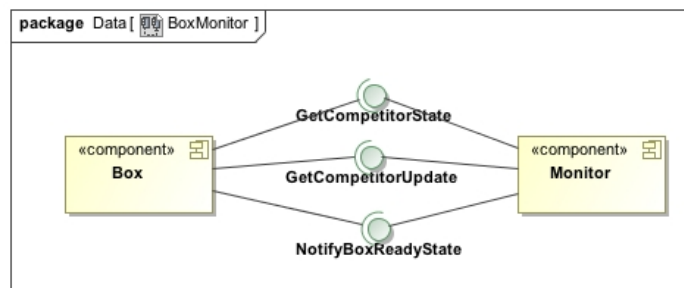 package Data [ BoxMonitor ]
GetCompetitorState
«component»
Box
GetCompetitorUpdate
«component»
Monitor
NotifyBoxReadyState